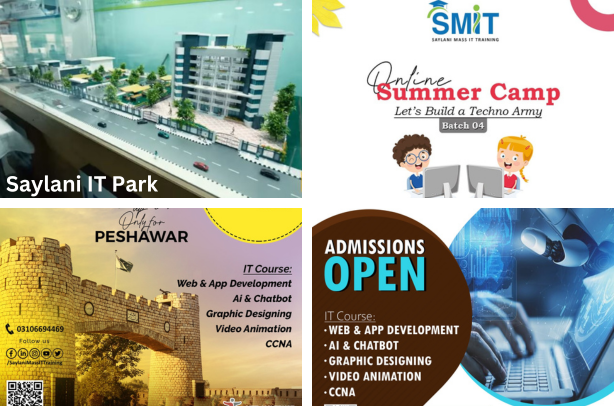 Saylani IT Park
SMIT
SAYLANI MASS IT TRAINING
Online
Summer Camp
Let's Build a Techno Army
Batch 04
Only for
PESHAWAR
IT Course:
Web & App Development
Ai & Chatbot
Graphic Designing
Video Animation
CCNA
03106694469
Follow us
/SaylaniMassITTraining
ADMISSIONS
OPEN
IT Course:
• WEB & APP DEVELOPMENT
• AI & CHATBOT
• GRAPHIC DESIGNING
• VIDEO ANIMATION
• CCNA